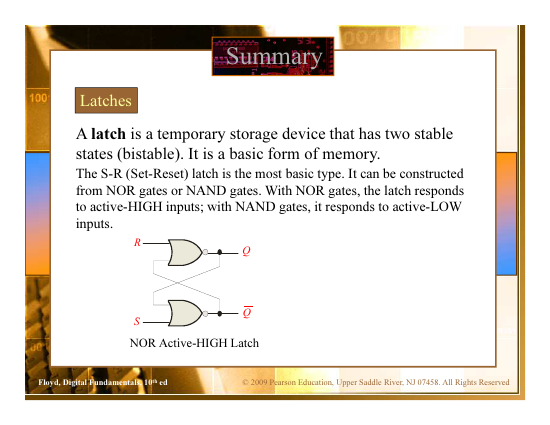 Summary
Latches
A latch is a temporary storage device that has two stable
states (bistable). It is a basic form of memory.
The S-R (Set-Reset) latch is the most basic type. It can be constructed
from NOR gates or NAND gates. With NOR gates, the latch responds
to active-HIGH inputs; with NAND gates, it responds to active-LOW
inputs.
R
Q
S
Q̅
NOR Active-HIGH Latch
Floyd, Digital Fundamentals, 10th ed
© 2009 Pearson Education, Upper Saddle River, NJ 07458. All Rights Reserved